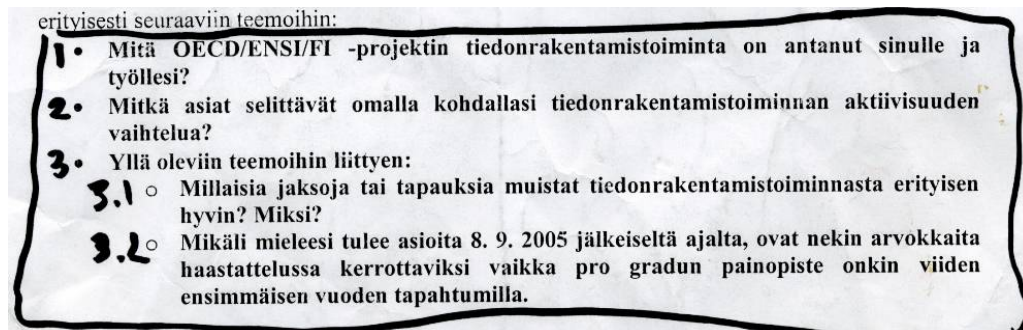 erityisesti seuraaviin teemoihin:
1. • Mitä OECD/ENSI/FI -projektin tiedonrakentamistoiminta on antanut sinulle ja
työllesi?
2. • Mitkä asiat selittävät omalla kohdallasi tiedonrakentamistoiminnan aktiivisuuden
vaihtelua?
3. • Yllä oleviin teemoihin liittyen:
3.1 ○ Millaisia jaksoja tai tapauksia muistat tiedonrakentamistoiminnasta erityisen
hyvin? Miksi?
3.2 ○ Mikäli mieleesi tulee asioita 8. 9. 2005 jälkeiseltä ajalta, ovat nekin arvokkaita
haastattelussa kerrottaviksi vaikka pro gradun painopiste onkin viiden
ensimmäisen vuoden tapahtumilla.